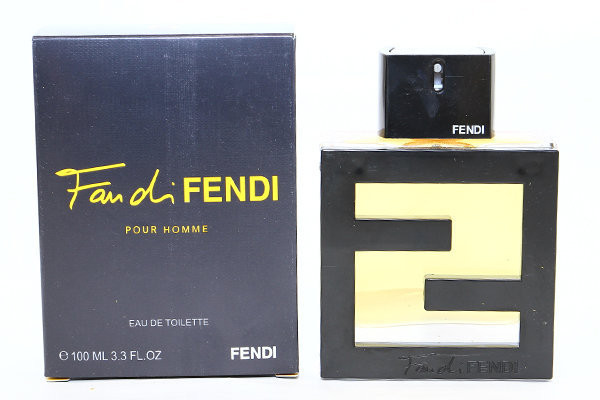 Fan di FENDI
POUR HOMME
EAU DE TOILETTE
℮ 100 ML 3.3 FL.OZ
FENDI
FENDI
Fan di FENDI